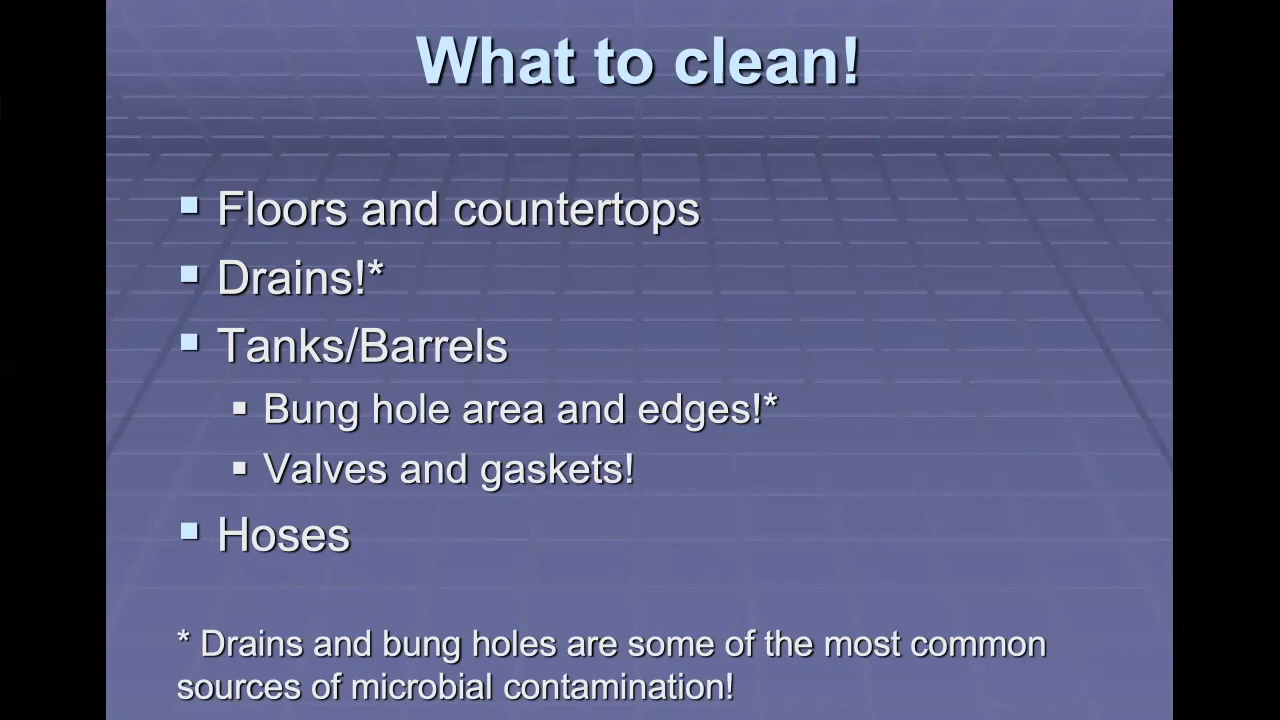 What to clean!
Floors and countertops
Drains!*
Tanks/Barrels
Bung hole area and edges!*
Valves and gaskets!
Hoses
* Drains and bung holes are some of the most common
sources of microbial contamination!